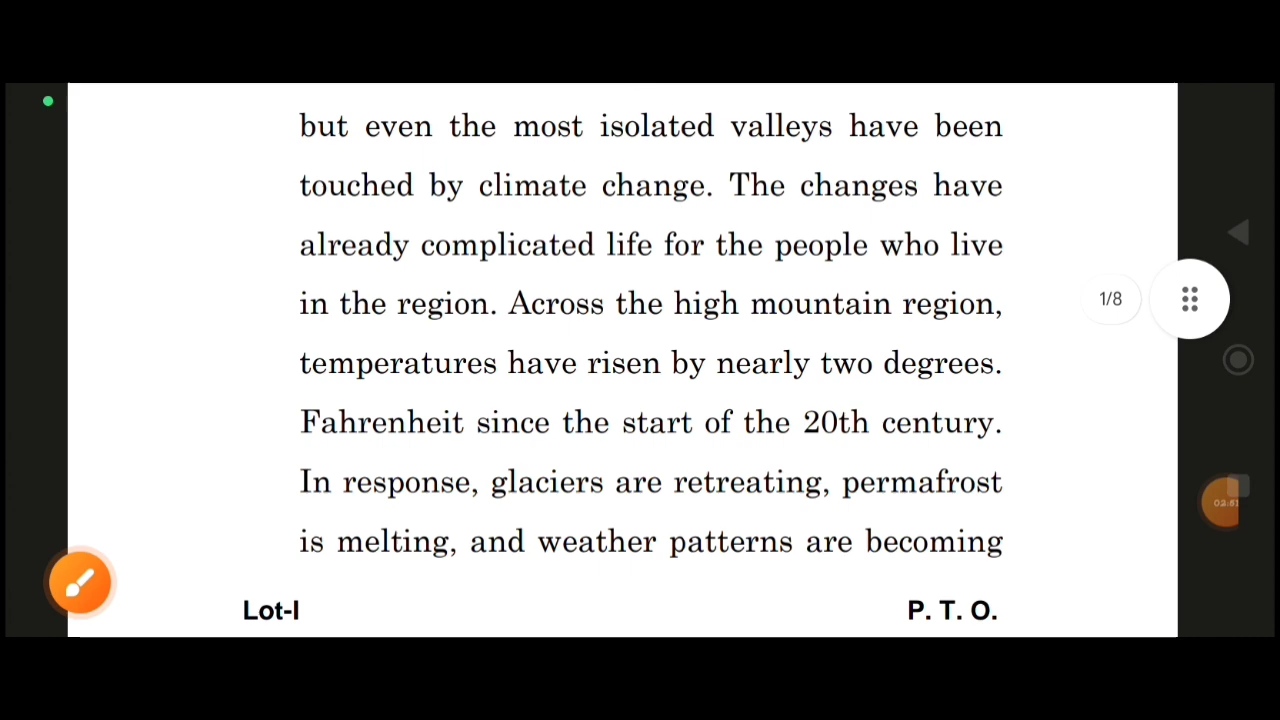 but even the most isolated valleys have been
touched by climate change. The changes have
already complicated life for the people who live
in the region. Across the high mountain region,
1/8
temperatures have risen by nearly two degrees.
Fahrenheit since the start of the 20th century.
In response, glaciers are retreating, permafrost
is melting, and weather patterns are becoming
Lot-I P. T. O.